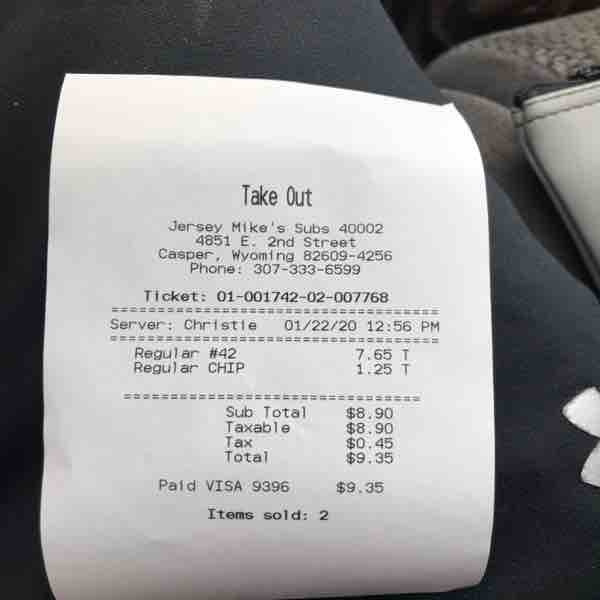 Take Out
Jersey Mike's Subs 40002
4851 E. 2nd Street
Casper, Wyoming 82609-4256
Phone: 307-333-6599
Ticket: 01-001742-02-007768
===================================
Server: Christie 01/22/20 12:56 PM
===================================
Regular #42 7.65 T
Regular CHIP 1.25 T
================================
Sub Total $8.90
Taxable $8.90
Tax $0.45
Total $9.35
Paid VISA 9396 $9.35
Items sold: 2